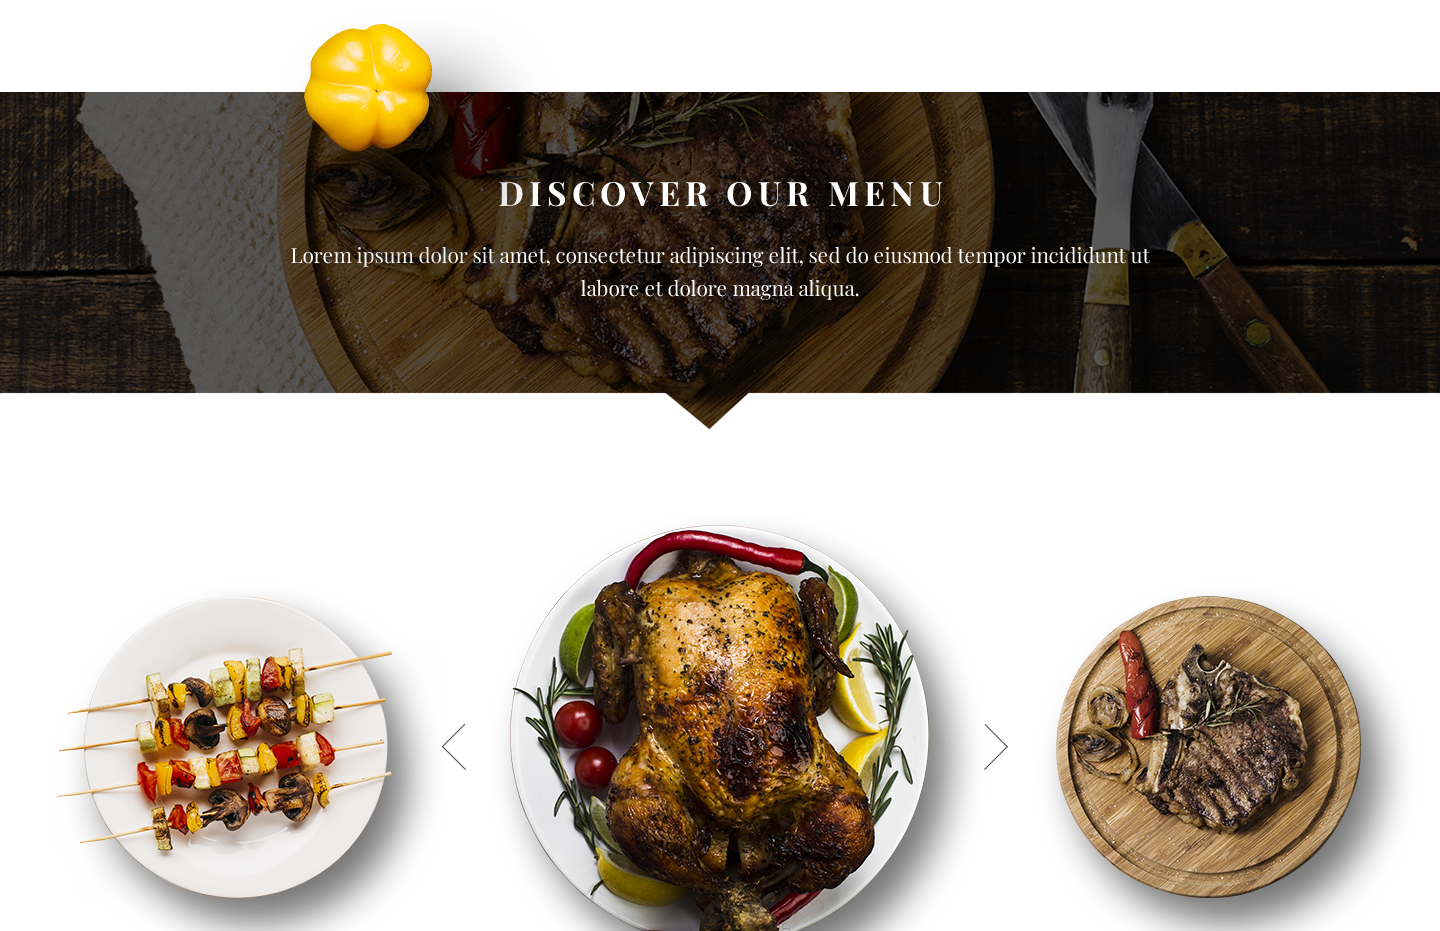 DISCOVER OUR MENU
Lorem ipsum dolor sit amet, consectetur adipiscing elit, sed do eiusmod tempor incididunt ut
labore et dolore magna aliqua.